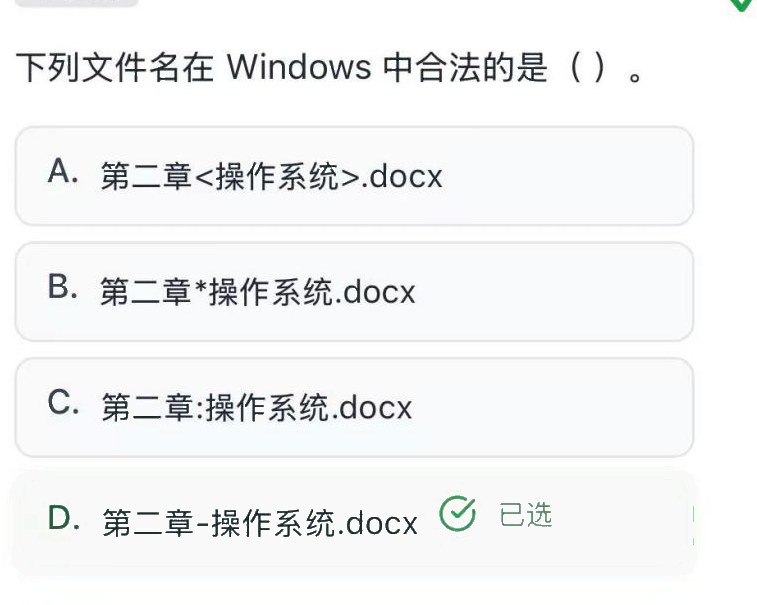 下列文件名在 Windows 中合法的是（ ）。
A. 第二章<操作系统>.docx
B. 第二章*操作系统.docx
C. 第二章:操作系统.docx
D. 第二章-操作系统.docx 已选